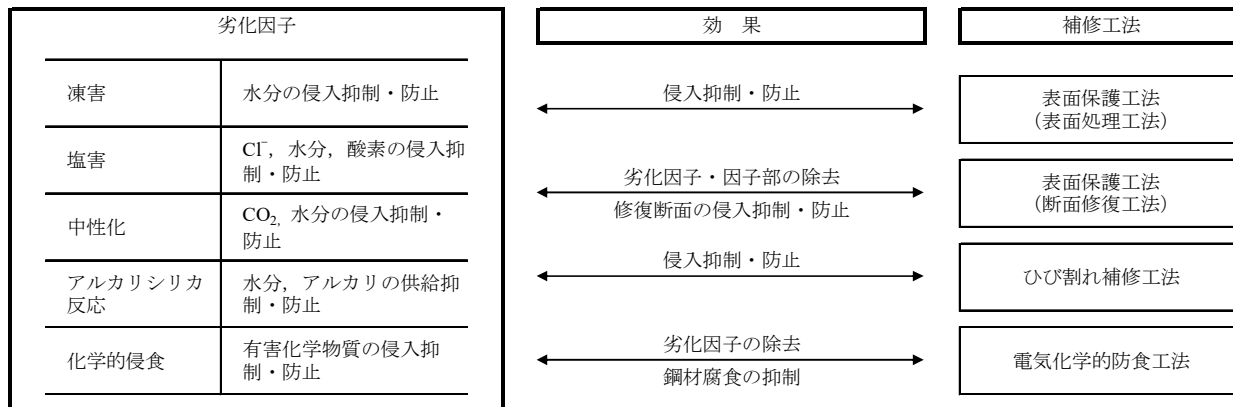 劣化因子
凍害
水分の侵入抑制・防止
塩害
Cl⁻，水分，酸素の侵入抑
制・防止
中性化
CO₂, 水分の侵入抑制・
防止
アルカリシリカ
反応
水分，アルカリの供給抑
制・防止
化学的侵食
有害化学物質の侵入抑
制・防止
効　果
侵入抑制・防止
劣化因子・因子部の除去
修復断面の侵入抑制・防止
侵入抑制・防止
劣化因子の除去
鋼材腐食の抑制
補修工法
表面保護工法
（表面処理工法）
表面保護工法
（断面修復工法）
ひび割れ補修工法
電気化学的防食工法